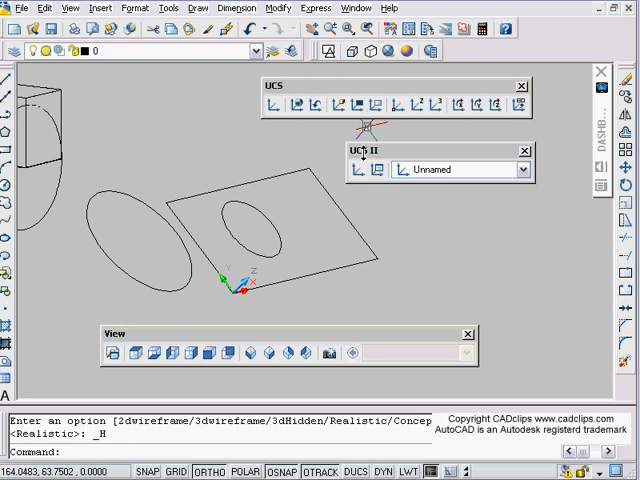 File Edit View Insert Format Tools Draw Dimension Modify Express Window Help
0
UCS
UCS II
Unnamed
DASHB...
Y
Z
X
View
Enter an option [2dwireframe/3dwireframe/3dHidden/Realistic/Concep
<Realistic>: _H
Command:
Copyright CADclips www.cadclips.com
AutoCAD is an Autodesk registerd trademark
164.0483, 63.7502, 0.0000 SNAP GRID ORTHO POLAR OSNAP OTRACK DUCS DYN LWT